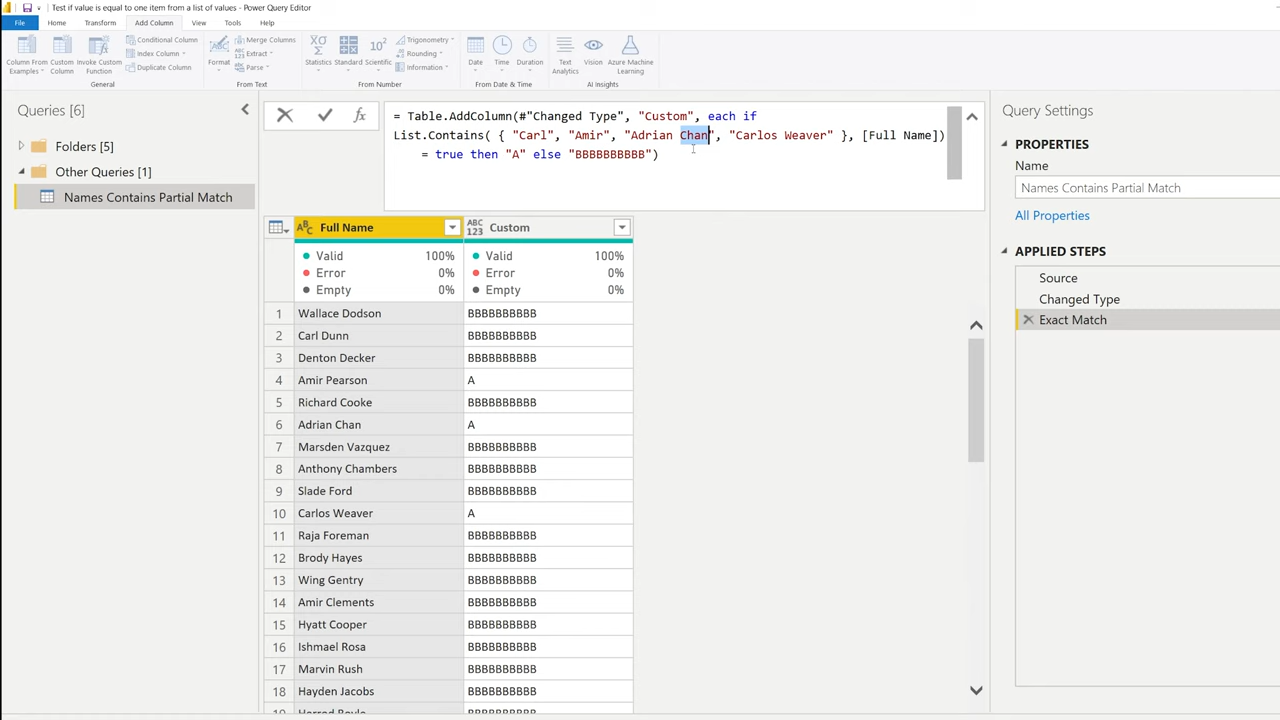 Test if value is equal to one item from a list of values - Power Query Editor
File Home Transform Add Column View Tools Help
Column From Examples
Custom Column
Invoke Custom Function
Conditional Column
Index Column
Duplicate Column
General
Format
Merge Columns
Extract
Parse
From Text
Statistics
Standard
Scientific
10²
Trigonometry
Rounding
Information
From Number
Date
Time
Duration
From Date & Time
Text Analytics
Vision
Azure Machine Learning
AI Insights
Queries [6]
Folders [5]
Other Queries [1]
Names Contains Partial Match
fx
= Table.AddColumn(#"Changed Type", "Custom", each if
List.Contains( { "Carl", "Amir", "Adrian Chan", "Carlos Weaver" }, [Full Name])
= true then "A" else "BBBBBBBBBB")
ABC Full Name ABC 123 Custom
Valid 100% Valid 100%
Error 0% Error 0%
Empty 0% Empty 0%
1 Wallace Dodson BBBBBBBBBB
2 Carl Dunn BBBBBBBBBB
3 Denton Decker BBBBBBBBBB
4 Amir Pearson A
5 Richard Cooke BBBBBBBBBB
6 Adrian Chan A
7 Marsden Vazquez BBBBBBBBBB
8 Anthony Chambers BBBBBBBBBB
9 Slade Ford BBBBBBBBBB
10 Carlos Weaver A
11 Raja Foreman BBBBBBBBBB
12 Brody Hayes BBBBBBBBBB
13 Wing Gentry BBBBBBBBBB
14 Amir Clements BBBBBBBBBB
15 Hyatt Cooper BBBBBBBBBB
16 Ishmael Rosa BBBBBBBBBB
17 Marvin Rush BBBBBBBBBB
18 Hayden Jacobs BBBBBBBBBB
Query Settings
PROPERTIES
Name
Names Contains Partial Match
All Properties
APPLIED STEPS
Source
Changed Type
Exact Match